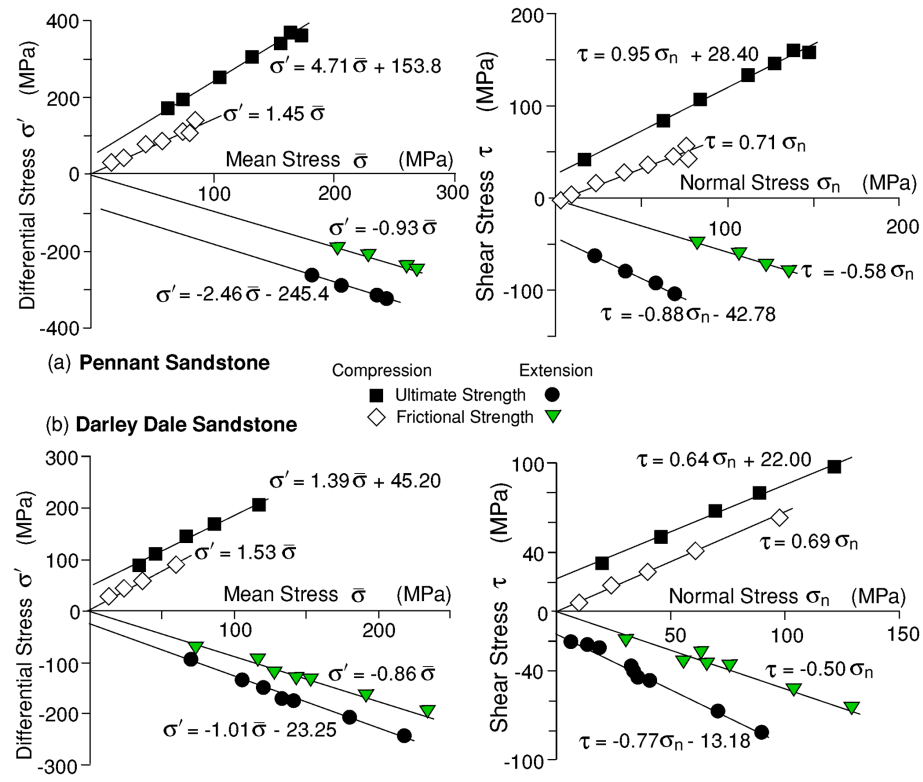 400
200
0
-200
-400
Differential Stress σ′ (MPa)
σ′ = 4.71 σ̄ + 153.8
σ′ = 1.45 σ̄
Mean Stress σ̄ (MPa)
100
200
300
σ′ = -0.93 σ̄
σ′ = -2.46 σ̄ - 245.4
200
100
0
-100
Shear Stress τ (MPa)
τ = 0.95 σn + 28.40
τ = 0.71 σn
Normal Stress σn (MPa)
100
200
τ = -0.58 σn
τ = -0.88 σn - 42.78
(a) Pennant Sandstone
Compression Extension
Ultimate Strength
Frictional Strength
(b) Darley Dale Sandstone
300
200
100
0
-100
-200
-300
Differential Stress σ′ (MPa)
σ′ = 1.39 σ̄ + 45.20
σ′ = 1.53 σ̄
Mean Stress σ̄ (MPa)
100
200
σ′ = -0.86 σ̄
σ′ = -1.01 σ̄ - 23.25
100
40
0
-40
-100
Shear Stress τ (MPa)
τ = 0.64 σn + 22.00
τ = 0.69 σn
Normal Stress σn (MPa)
50
100
150
τ = -0.50 σn
τ = -0.77σn - 13.18